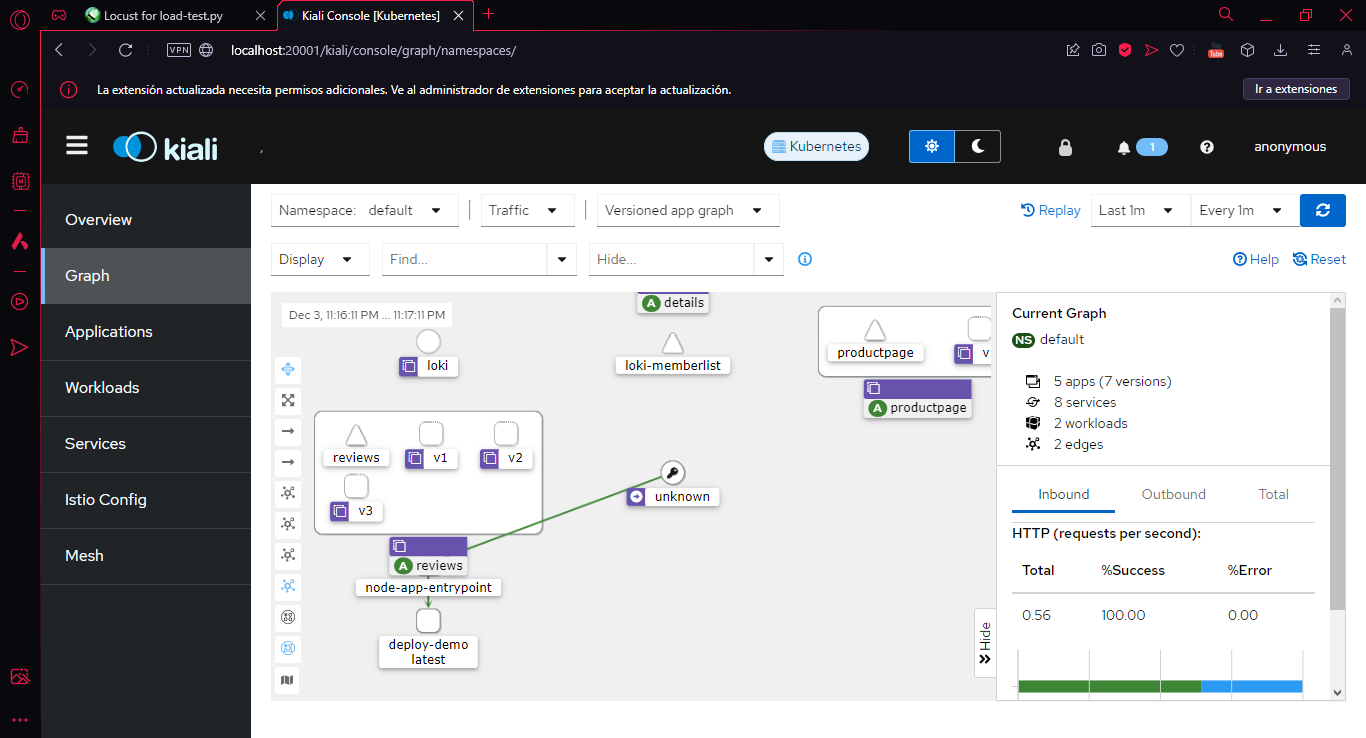 Locust for load-test.py
Kiali Console [Kubernetes]
VPN
localhost:20001/kiali/console/graph/namespaces/
You Tube
La extensión actualizada necesita permisos adicionales. Ve al administrador de extensiones para aceptar la actualización.
Ir a extensiones
kiali
Kubernetes
1
anonymous
Overview
Graph
Applications
Workloads
Services
Istio Config
Mesh
Namespace: default
Traffic
Versioned app graph
Replay
Last 1m
Every 1m
Display
Find...
Hide...
Help
Reset
Dec 3, 11:16:11 PM ... 11:17:11 PM
A details
loki
loki-memberlist
productpage
v
A productpage
reviews
v1
v2
v3
unknown
A reviews
node-app-entrypoint
deploy-demo
latest
Hide
Current Graph
NS default
5 apps (7 versions)
8 services
2 workloads
2 edges
Inbound
Outbound
Total
HTTP (requests per second):
Total %Success %Error
0.56 100.00 0.00